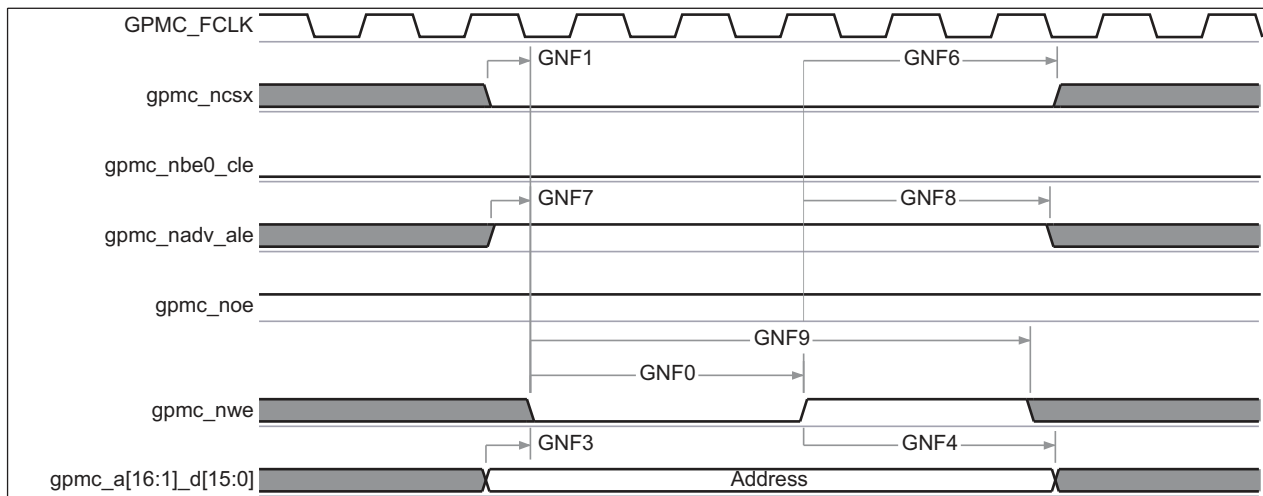 GPMC_FCLK
GNF1
GNF6
gpmc_ncsx
gpmc_nbe0_cle
GNF7
GNF8
gpmc_nadv_ale
gpmc_noe
GNF9
GNF0
gpmc_nwe
GNF3
GNF4
gpmc_a[16:1]_d[15:0]
Address